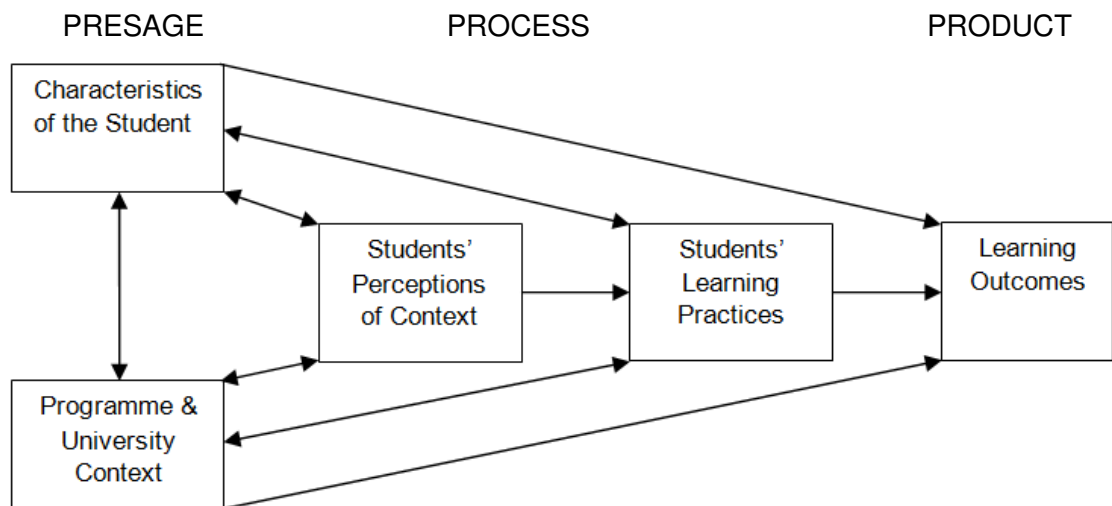 PRESAGE
PROCESS
PRODUCT
Characteristics
of the Student
Students’
Perceptions
of Context
Students’
Learning
Practices
Learning
Outcomes
Programme &
University
Context